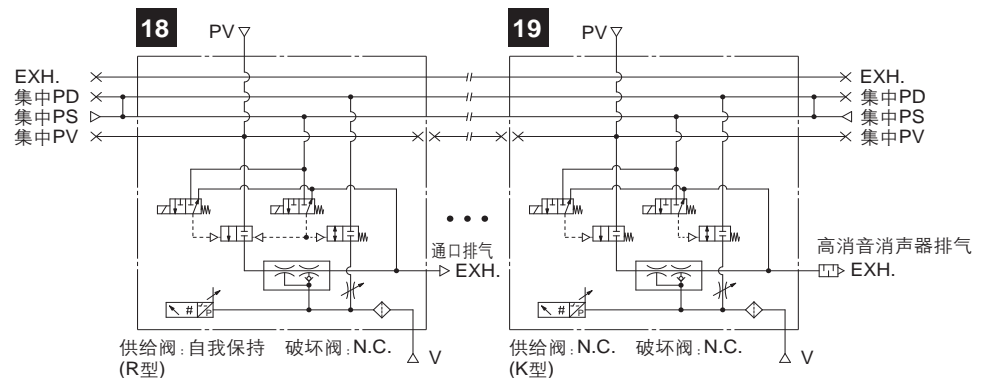 18
PV
19
PV
EXH.
集中PD
集中PS
集中PV
EXH.
集中PD
集中PS
集中PV
通口排气
EXH.
高消音消声器排气
EXH.
#
P
#
P
供给阀:自我保持
(R型)
破坏阀:N.C.
V
供给阀:N.C.
(K型)
破坏阀:N.C.
V